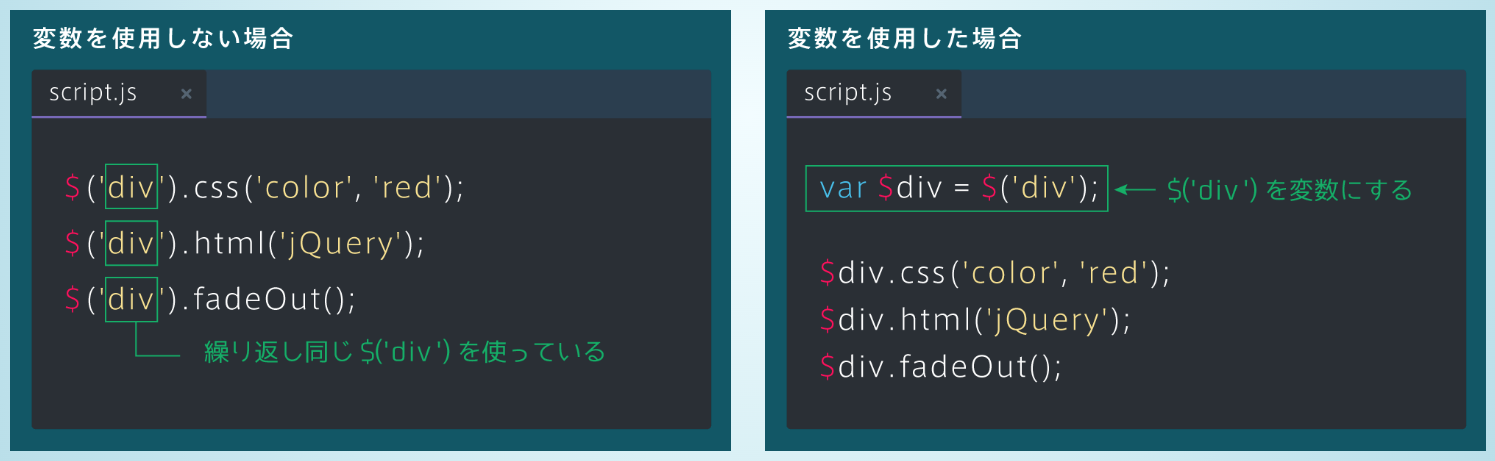 変数を使用しない場合
script.js ×
$('div').css('color', 'red');
$('div').html('jQuery');
$('div').fadeOut();
繰り返し同じ $('div') を使っている
変数を使用した場合
script.js ×
var $div = $('div');
$('div') を変数にする
$div.css('color', 'red');
$div.html('jQuery');
$div.fadeOut();